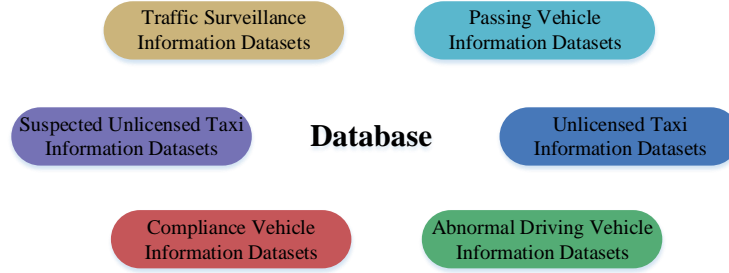 Traffic Surveillance
Information Datasets
Passing Vehicle
Information Datasets
Suspected Unlicensed Taxi
Information Datasets
Database
Unlicensed Taxi
Information Datasets
Compliance Vehicle
Information Datasets
Abnormal Driving Vehicle
Information Datasets